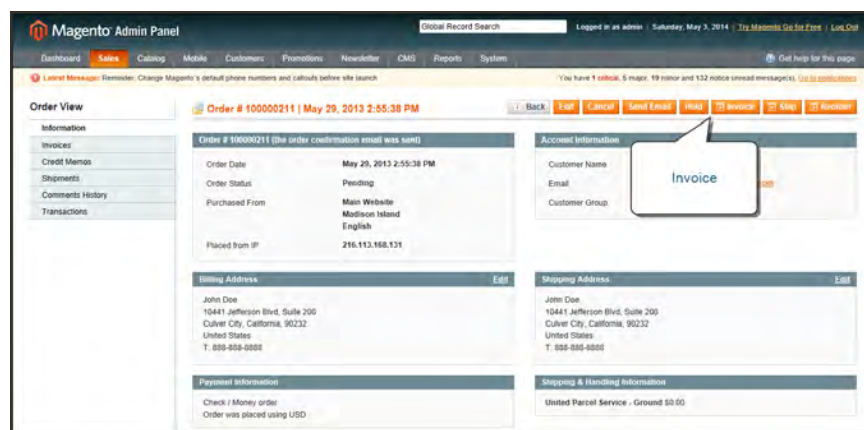 Magento Admin Panel
Global Record Search
Logged in as admin | Saturday, May 3, 2014 | Try Magento Go for Free | Log Out
Dashboard Sales Catalog Mobile Customers Promotions Newsletter CMS Reports System
Get help for this page
Latest Message: Reminder: Change Magento's default phone numbers and callouts before site launch
You have 1 critical, 5 major, 19 minor and 132 notice unread message(s). Go to notifications
Order View
Information
Invoices
Credit Memos
Shipments
Comments History
Transactions
Order # 100000211 | May 29, 2013 2:55:38 PM
Back Edit Cancel Send Email Hold Invoice Ship Reorder
Invoice
Order # 100000211 (the order confirmation email was sent)
Order Date May 29, 2013 2:55:38 PM
Order Status Pending
Purchased From Main Website
Madison Island
English
Placed from IP 216.113.168.131
Account Information
Customer Name
Email
Customer Group
Billing Address Edit
John Doe
10441 Jefferson Blvd, Suite 200
Culver City, California, 90232
United States
T: 888-888-8888
Shipping Address Edit
John Doe
10441 Jefferson Blvd, Suite 200
Culver City, California, 90232
United States
T: 888-888-8888
Payment Information
Check / Money order
Order was placed using USD
Shipping & Handling Information
United Parcel Service - Ground $0.00